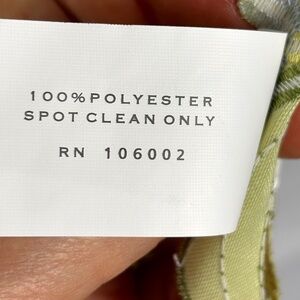 100% POLYESTER
SPOT CLEAN ONLY
RN 106002